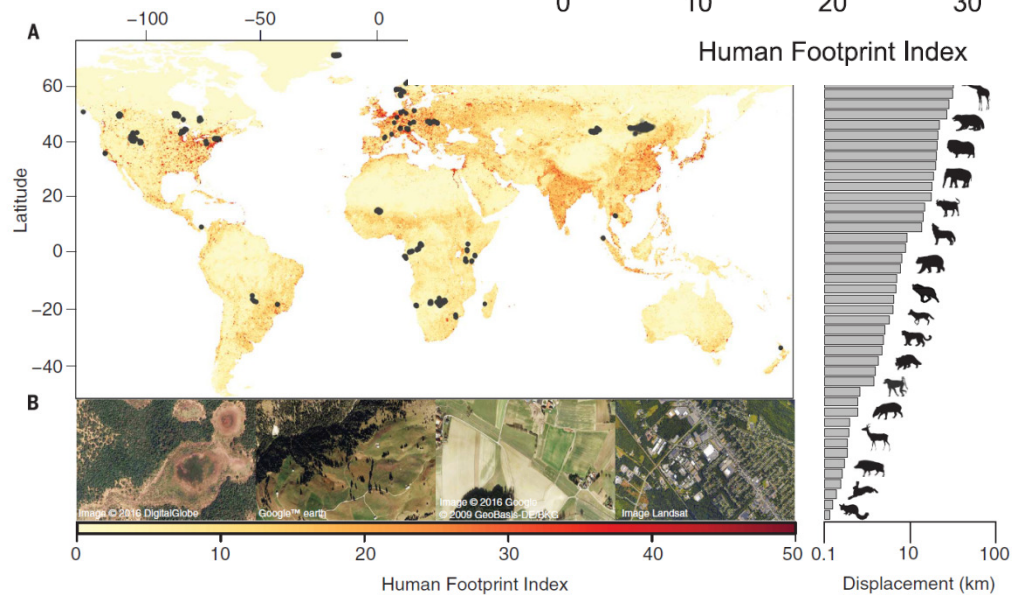 0 10 20 30
Human Footprint Index
−100 −50 0
A
60
40
20
0
−20
−40
Latitude
B
Image © 2016 DigitalGlobe
Google™ earth
Image © 2016 Google
© 2009 GeoBasis-DE/BKG
Image Landsat
0 10 20 30 40 50
Human Footprint Index
0.1 10 100
Displacement (km)